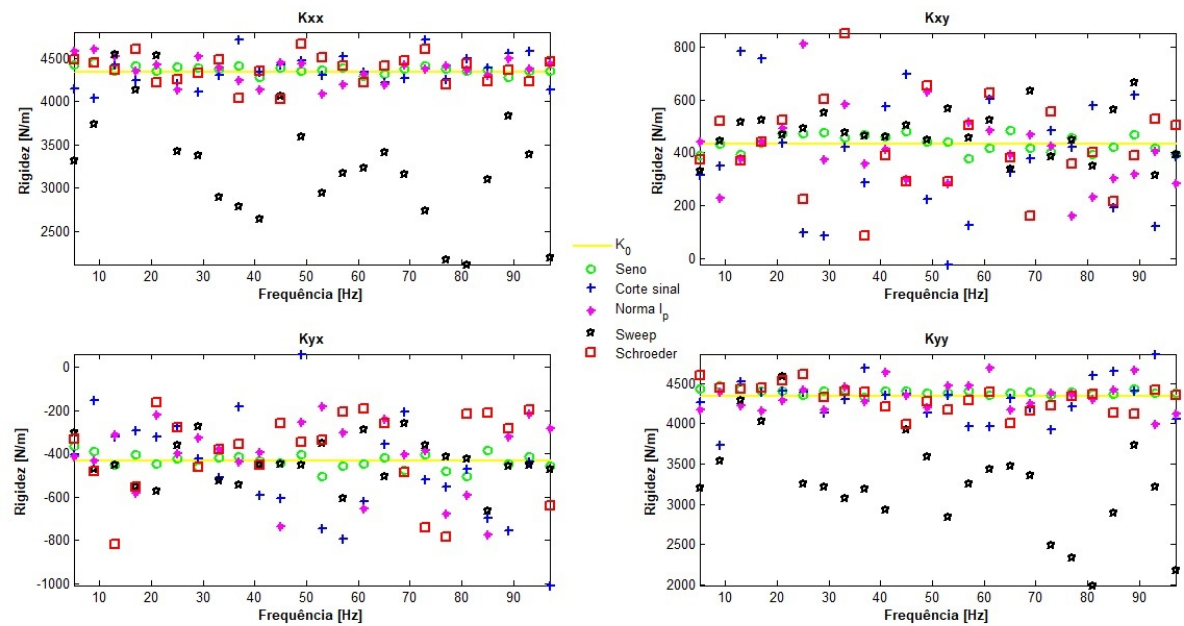 Kxx
Rigidez [N/m]
4500
4000
3500
3000
2500
10 20 30 40 50 60 70 80 90
Frequência [Hz]
Kxy
Rigidez [N/m]
800
600
400
200
0
10 20 30 40 50 60 70 80 90
Frequência [Hz]
K0
Seno
Corte sinal
Norma lp
Sweep
Schroeder
Kyx
Rigidez [N/m]
0
-200
-400
-600
-800
-1000
10 20 30 40 50 60 70 80 90
Frequência [Hz]
Kyy
Rigidez [N/m]
4500
4000
3500
3000
2500
2000
10 20 30 40 50 60 70 80 90
Frequência [Hz]